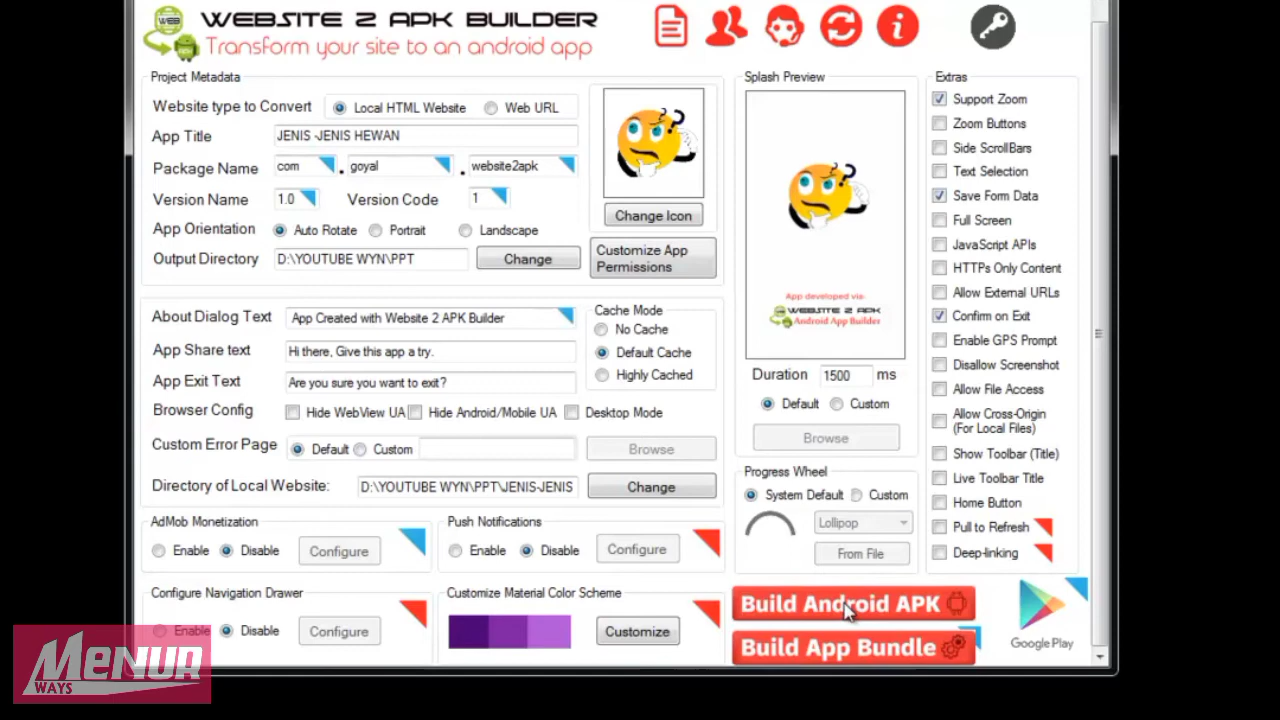 WEB
WEBSITE 2 APK BUILDER
Transform your site to an android app
Project Metadata
Website type to Convert Local HTML Website Web URL
App Title JENIS -JENIS HEWAN
Package Name com . goyal . website2apk
Version Name 1.0 Version Code 1
App Orientation Auto Rotate Portrait Landscape
Output Directory D:\YOUTUBE WYN\PPT Change
Change Icon
Customize App
Permissions
About Dialog Text App Created with Website 2 APK Builder
App Share text Hi there, Give this app a try.
App Exit Text Are you sure you want to exit?
Browser Config Hide WebView UA Hide Android/Mobile UA Desktop Mode
Custom Error Page Default Custom Browse
Directory of Local Website: D:\YOUTUBE WYN\PPT\JENIS-JENIS Change
Cache Mode
No Cache
Default Cache
Highly Cached
AdMob Monetization
Enable Disable Configure
Push Notifications
Enable Disable Configure
Configure Navigation Drawer
Enable Disable Configure
Customize Material Color Scheme
Customize
Splash Preview
App developed via:
WEBSITE 2 APK
Android App Builder
Duration 1500 ms
Default Custom
Browse
Progress Wheel
System Default Custom
Lollipop
From File
Build Android APK
Build App Bundle
Extras
Support Zoom
Zoom Buttons
Side ScrollBars
Text Selection
Save Form Data
Full Screen
JavaScript APIs
HTTPs Only Content
Allow External URLs
Confirm on Exit
Enable GPS Prompt
Disallow Screenshot
Allow File Access
Allow Cross-Origin
(For Local Files)
Show Toolbar (Title)
Live Toolbar Title
Home Button
Pull to Refresh
Deep-linking
Google Play
MENUR
WAYS